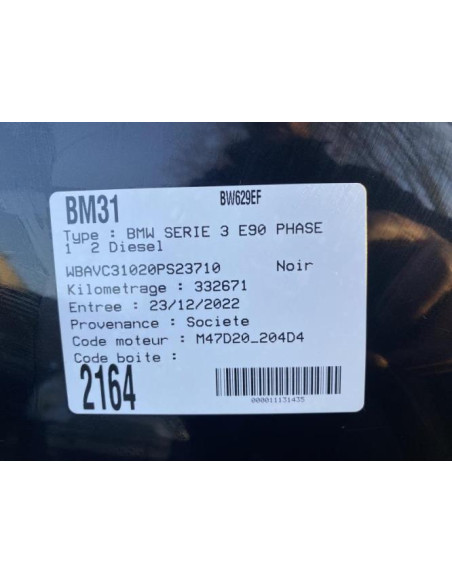 BW629EF
BM31
Type : BMW SERIE 3 E90 PHASE
1 2 Diesel
WBAVC31020PS23710 Noir
Kilometrage : 332671
Entree : 23/12/2022
Provenance : Societe
Code moteur : M47D20_204D4
Code boite :
2164
000011131435